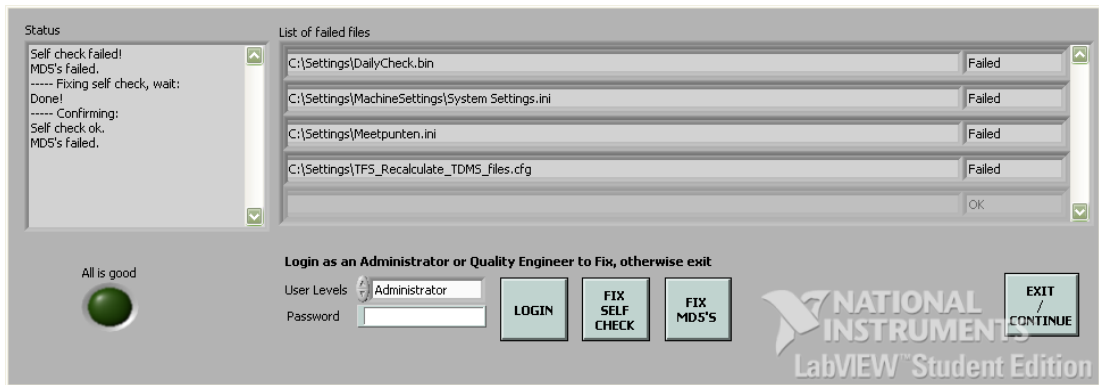 Status
Self check failed!
MD5's failed.
----- Fixing self check, wait:
Done!
----- Confirming:
Self check ok.
MD5's failed.
List of failed files
C:\Settings\DailyCheck.bin Failed
C:\Settings\MachineSettings\System Settings.ini Failed
C:\Settings\Meetpunten.ini Failed
C:\Settings\TFS_Recalculate_TDMS_files.cfg Failed
OK
All is good
Login as an Administrator or Quality Engineer to Fix, otherwise exit
User Levels Administrator
Password
LOGIN
FIX
SELF
CHECK
FIX
MD5'S
EXIT
/
CONTINUE
NATIONAL
INSTRUMENTS
LabVIEW™ Student Edition